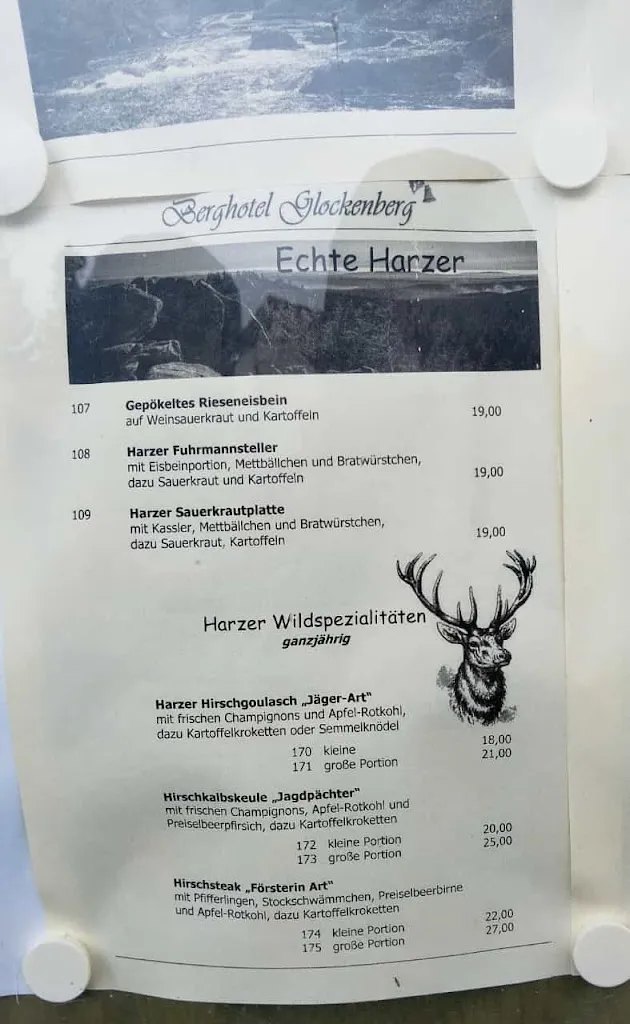 Berghotel Glockenberg
Echte Harzer
107 Gepökeltes Rieseneisbein
auf Weinsauerkraut und Kartoffeln 19,00
108 Harzer Fuhrmannsteller
mit Eisbeinportion, Mettbällchen und Bratwürstchen,
dazu Sauerkraut und Kartoffeln 19,00
109 Harzer Sauerkrautplatte
mit Kassler, Mettbällchen und Bratwürstchen,
dazu Sauerkraut, Kartoffeln 19,00
Harzer Wildspezialitäten
ganzjährig
Harzer Hirschgoulasch „Jäger-Art“
mit frischen Champignons und Apfel-Rotkohl,
dazu Kartoffelkroketten oder Semmelknödel
170 kleine 18,00
171 große Portion 21,00
Hirschkalbskeule „Jagdpächter“
mit frischen Champignons, Apfel-Rotkohl und
Preiselbeerpfirsich, dazu Kartoffelkroketten
172 kleine Portion 20,00
173 große Portion 25,00
Hirschsteak „Försterin Art“
mit Pfifferlingen, Stockschwämmchen, Preiselbeerbirne
und Apfel-Rotkohl, dazu Kartoffelkroketten
174 kleine Portion 22,00
175 große Portion 27,00